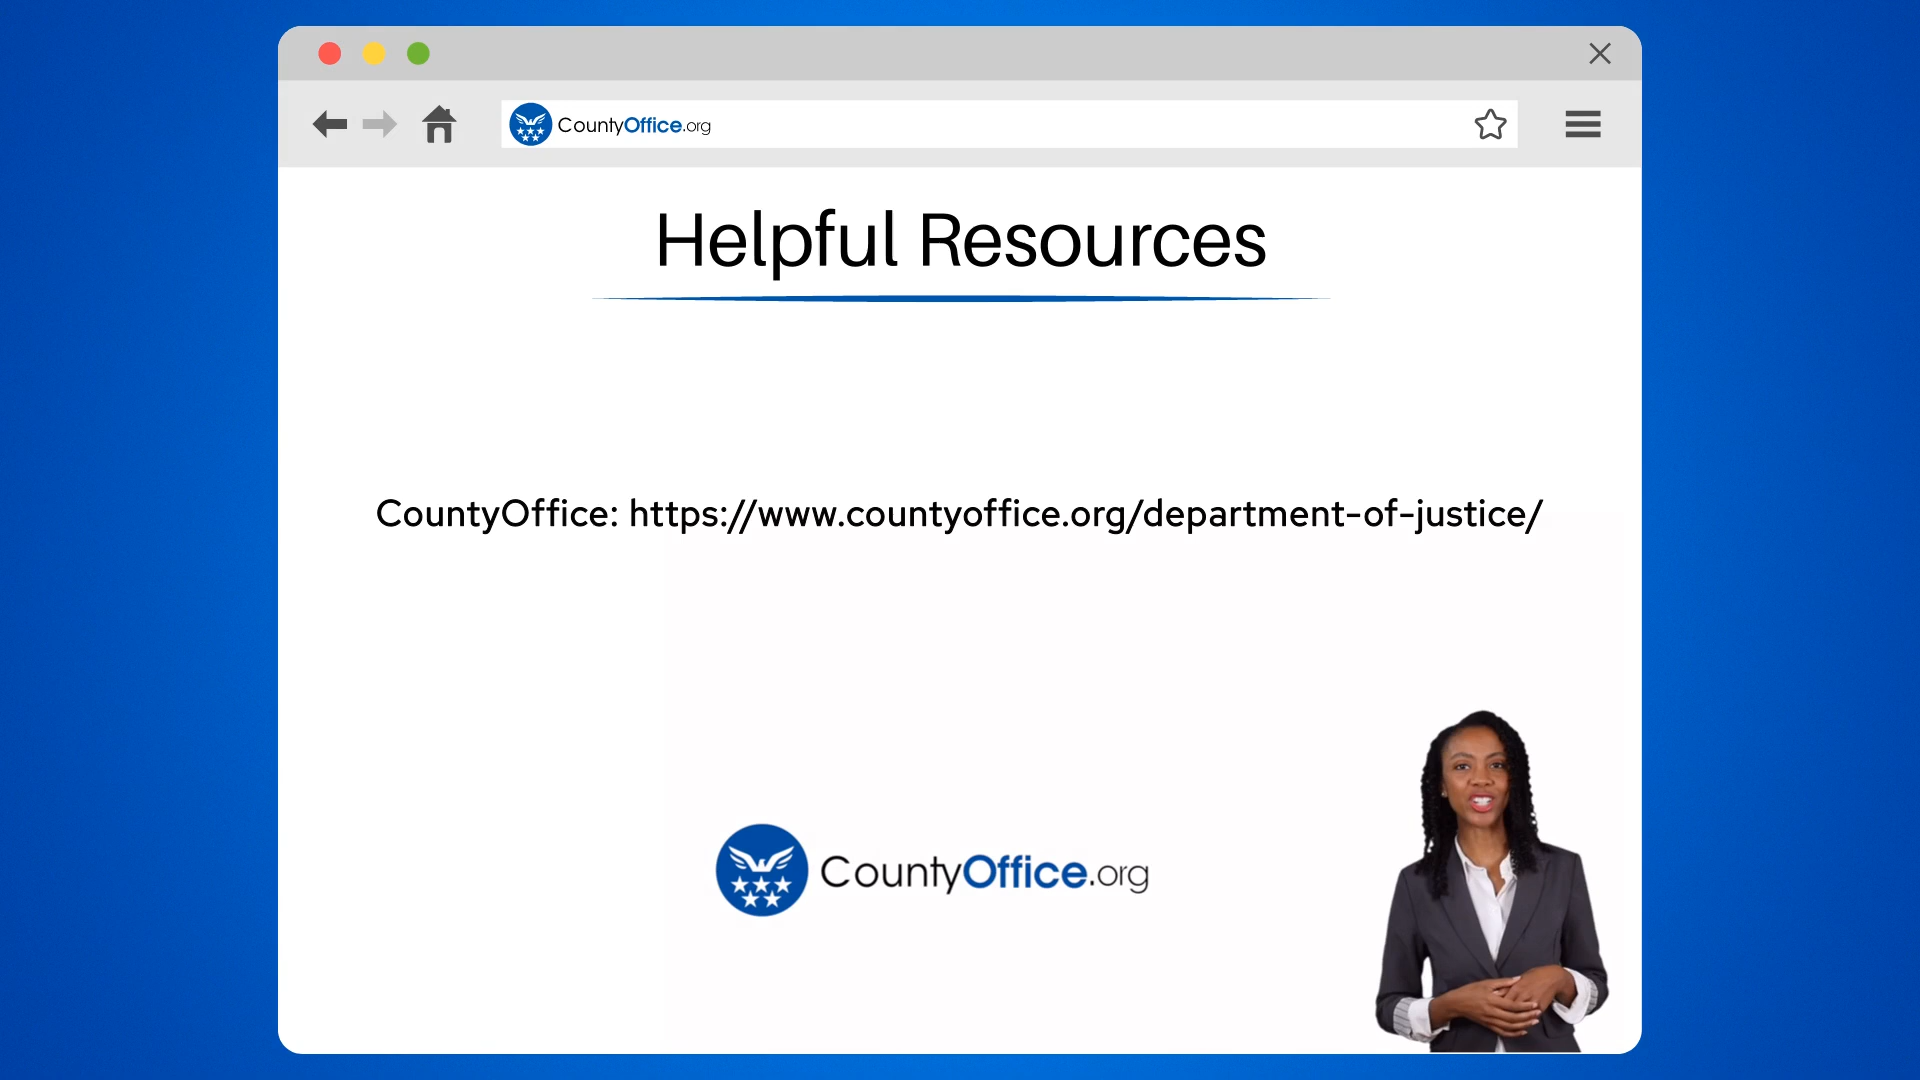 CountyOffice.org
Helpful Resources
CountyOffice: https://www.countyoffice.org/department-of-justice/
CountyOffice.org